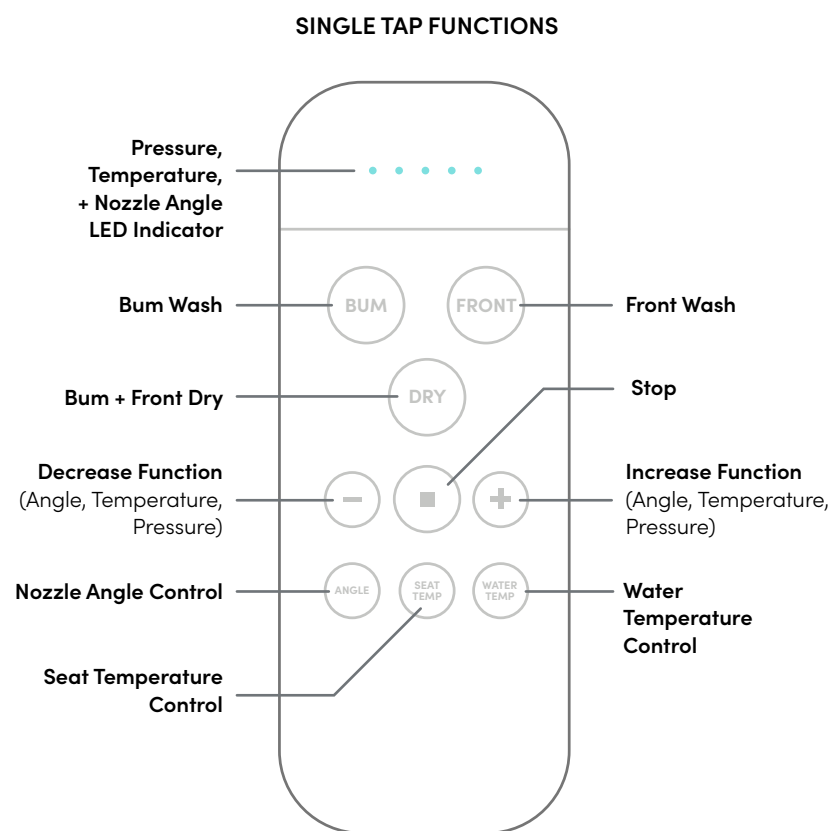 SINGLE TAP FUNCTIONS
Pressure,
Temperature,
+ Nozzle Angle
LED Indicator
BUM
FRONT
Bum Wash
Front Wash
Bum + Front Dry
DRY
Stop
Decrease Function
(Angle, Temperature,
Pressure)
Increase Function
(Angle, Temperature,
Pressure)
Nozzle Angle Control
ANGLE
SEAT
TEMP
WATER
TEMP
Water
Temperature
Control
Seat Temperature
Control